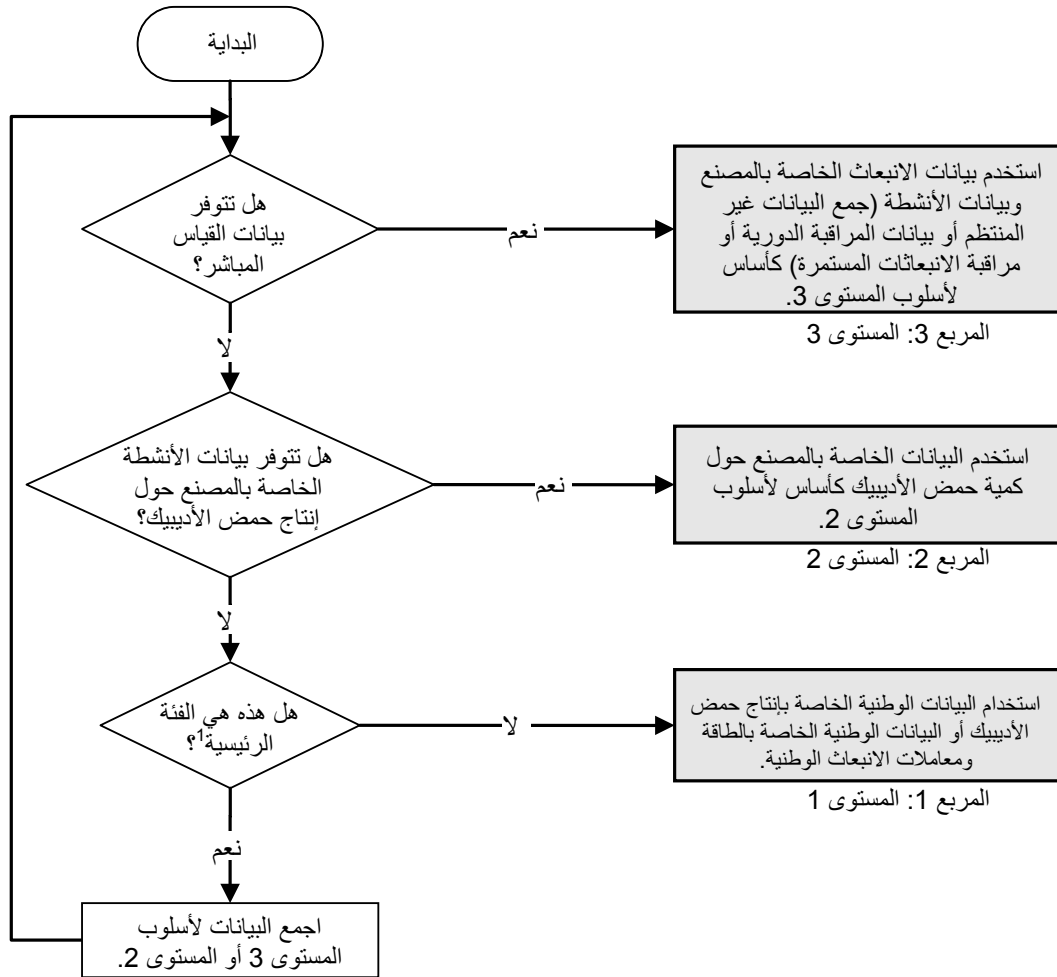 البداية
هل تتوفر
بيانات القياس
المباشر؟
نعم
استخدم بيانات الانبعاث الخاصة بالمصنع
وبيانات الأنشطة (جمع البيانات غير
المنتظم أو بيانات المراقبة الدورية أو
مراقبة الانبعاثات المستمرة) كأساس
لأسلوب المستوى 3.
المربع 3: المستوى 3
لا
هل تتوفر بيانات الأنشطة
الخاصة بالمصنع حول
إنتاج حمض الأديبيك؟
نعم
استخدم البيانات الخاصة بالمصنع حول
كمية حمض الأديبيك كأساس لأسلوب
المستوى 2.
المربع 2: المستوى 2
لا
هل هذه هي الفئة
الرئيسية1؟
لا
استخدام البيانات الوطنية الخاصة بإنتاج حمض
الأديبيك أو البيانات الوطنية الخاصة بالطاقة
ومعاملات الانبعاث الوطنية.
المربع 1: المستوى 1
نعم
اجمع البيانات لأسلوب
المستوى 3 أو المستوى 2.